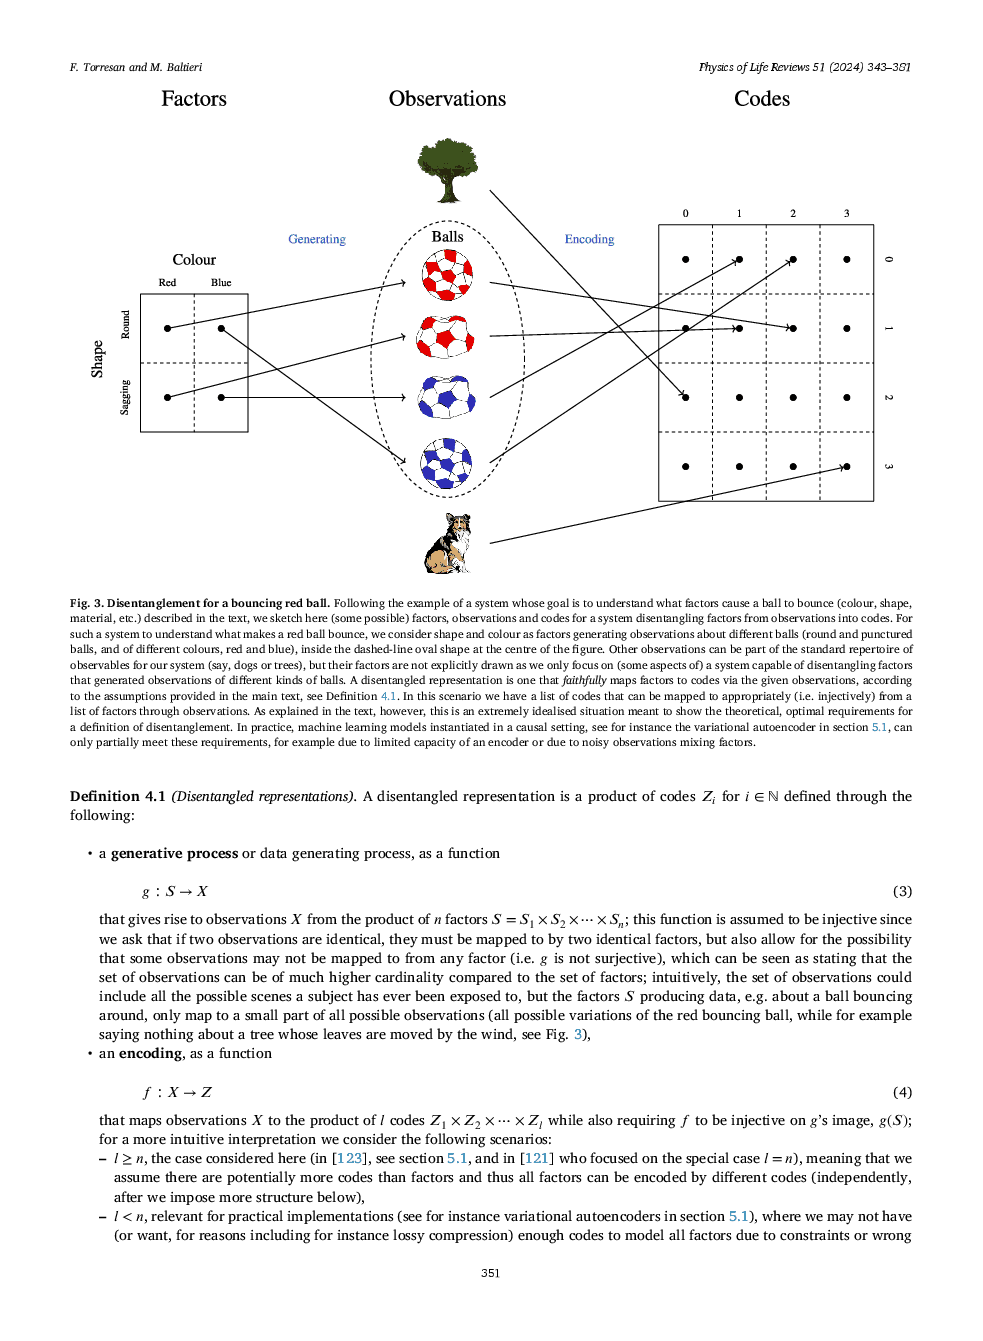 F. Torresan and M. Baltieri
Physics of Life Reviews 51 (2024) 343–381
Factors
Observations
Codes
0 1 2 3
Generating
Balls
Encoding
0
Colour
Red Blue
Round
1
Shape
Sagging
2
3
Fig. 3. Disentanglement for a bouncing red ball. Following the example of a system whose goal is to understand what factors cause a ball to bounce (colour, shape,
material, etc.) described in the text, we sketch here (some possible) factors, observations and codes for a system disentangling factors from observations into codes. For
such a system to understand what makes a red ball bounce, we consider shape and colour as factors generating observations about different balls (round and punctured
balls, and of different colours, red and blue), inside the dashed-line oval shape at the centre of the figure. Other observations can be part of the standard repertoire of
observables for our system (say, dogs or trees), but their factors are not explicitly drawn as we only focus on (some aspects of) a system capable of disentangling factors
that generated observations of different kinds of balls. A disentangled representation is one that faithfully maps factors to codes via the given observations, according
to the assumptions provided in the main text, see Definition 4.1. In this scenario we have a list of codes that can be mapped to appropriately (i.e. injectively) from a
list of factors through observations. As explained in the text, however, this is an extremely idealised situation meant to show the theoretical, optimal requirements for
a definition of disentanglement. In practice, machine learning models instantiated in a causal setting, see for instance the variational autoencoder in section 5.1, can
only partially meet these requirements, for example due to limited capacity of an encoder or due to noisy observations mixing factors.
Definition 4.1 (Disentangled representations). A disentangled representation is a product of codes Zᵢ for i ∈ ℕ defined through the
following:
• a generative process or data generating process, as a function
g : S → X (3)
that gives rise to observations X from the product of n factors S = S₁ × S₂ × ⋯ × Sₙ; this function is assumed to be injective since
we ask that if two observations are identical, they must be mapped to by two identical factors, but also allow for the possibility
that some observations may not be mapped to from any factor (i.e. g is not surjective), which can be seen as stating that the
set of observations can be of much higher cardinality compared to the set of factors; intuitively, the set of observations could
include all the possible scenes a subject has ever been exposed to, but the factors S producing data, e.g. about a ball bouncing
around, only map to a small part of all possible observations (all possible variations of the red bouncing ball, while for example
saying nothing about a tree whose leaves are moved by the wind, see Fig. 3),
• an encoding, as a function
f : X → Z (4)
that maps observations X to the product of l codes Z₁ × Z₂ × ⋯ × Zₗ while also requiring f to be injective on g's image, g(S);
for a more intuitive interpretation we consider the following scenarios:
– l ≥ n, the case considered here (in [123], see section 5.1, and in [121] who focused on the special case l = n), meaning that we
assume there are potentially more codes than factors and thus all factors can be encoded by different codes (independently,
after we impose more structure below),
– l < n, relevant for practical implementations (see for instance variational autoencoders in section 5.1), where we may not have
(or want, for reasons including for instance lossy compression) enough codes to model all factors due to constraints or wrong
351